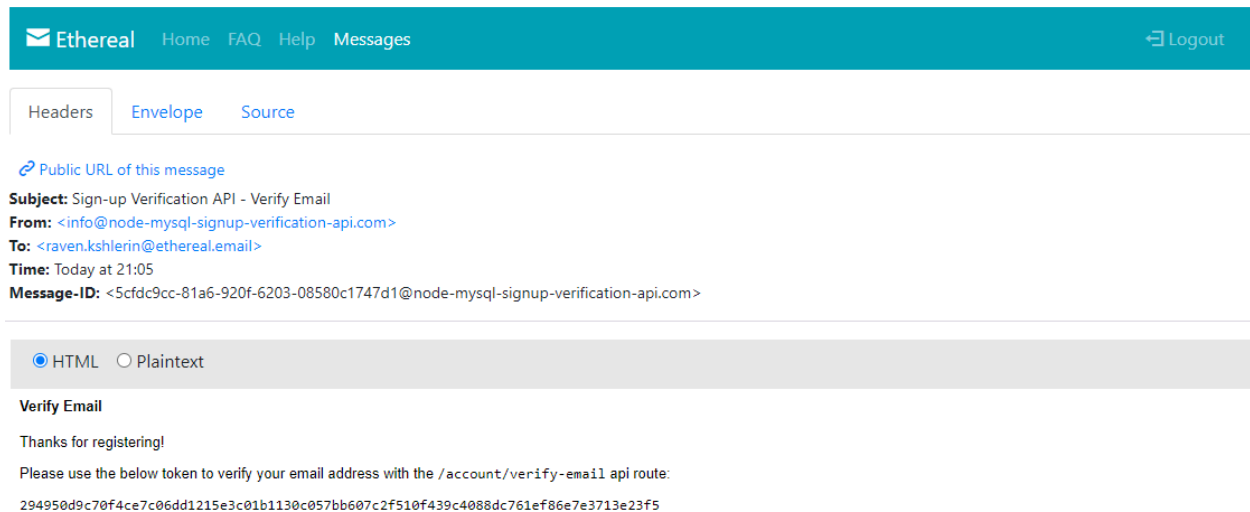 Ethereal Home FAQ Help Messages Logout
Headers Envelope Source
Public URL of this message
Subject: Sign-up Verification API - Verify Email
From: <info@node-mysql-signup-verification-api.com>
To: <raven.kshlerin@ethereal.email>
Time: Today at 21:05
Message-ID: <5cfdc9cc-81a6-920f-6203-08580c1747d1@node-mysql-signup-verification-api.com>
HTML Plaintext
Verify Email
Thanks for registering!
Please use the below token to verify your email address with the /account/verify-email api route:
294950d9c70f4ce7c06dd1215e3c01b1130c057bb607c2f510f439c4088dc761ef86e7e3713e23f5